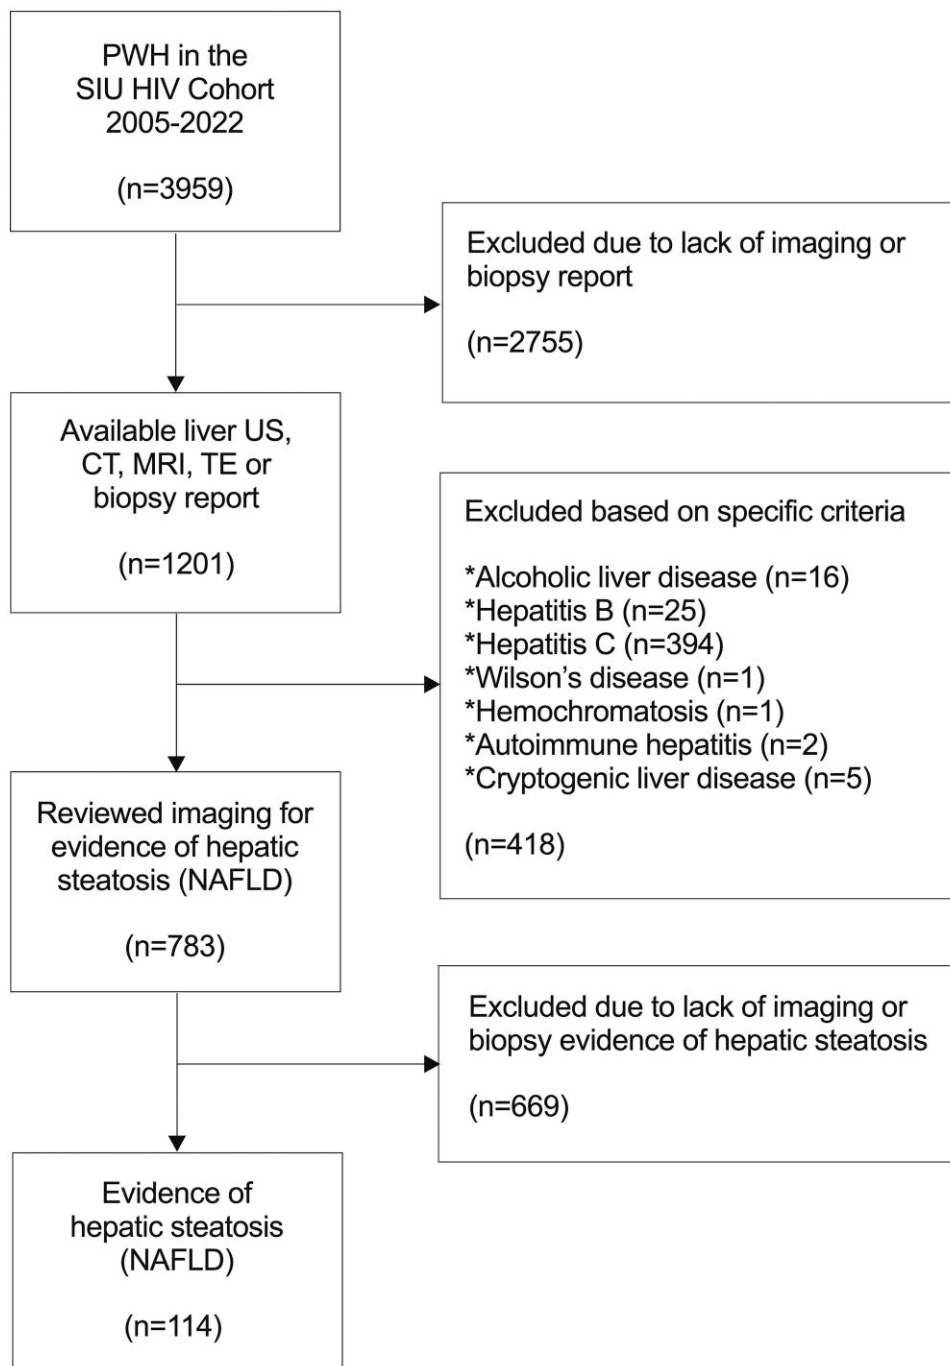 PWH in the
SIU HIV Cohort
2005-2022
(n=3959)
Excluded due to lack of imaging or
biopsy report
(n=2755)
Available liver US,
CT, MRI, TE or
biopsy report
(n=1201)
Excluded based on specific criteria
*Alcoholic liver disease (n=16)
*Hepatitis B (n=25)
*Hepatitis C (n=394)
*Wilson’s disease (n=1)
*Hemochromatosis (n=1)
*Autoimmune hepatitis (n=2)
*Cryptogenic liver disease (n=5)
(n=418)
Reviewed imaging for
evidence of hepatic
steatosis (NAFLD)
(n=783)
Excluded due to lack of imaging or
biopsy evidence of hepatic steatosis
(n=669)
Evidence of
hepatic steatosis
(NAFLD)
(n=114)